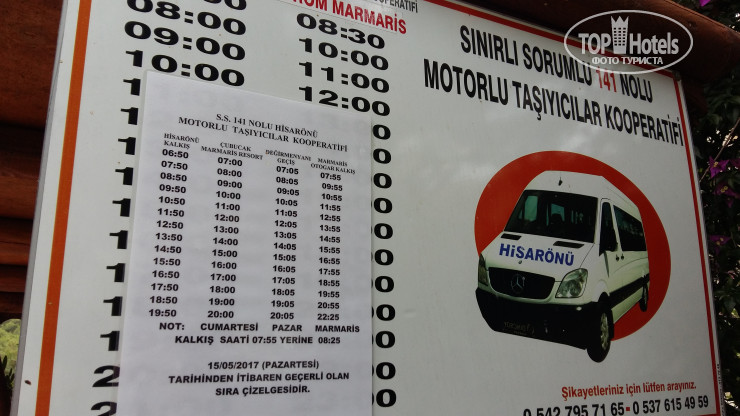 KOOPERATİFİ
ROM MARMARİS
08:00 08:30
09:00 10:00
10:00 11:00
12:00
SINIRLI SORUMLU 141 NOLU
MOTORLU TAŞIYICILAR KOOPERATİFİ
TOP Hotels
ФОТО ТУРИСТА
S.S. 141 NOLU HİSARÖNÜ
MOTORLU TAŞIYICILAR KOOPERATİFİ
HİSARÖNÜ ÇUBUCAK DEĞİRMENYANI MARMARİS
KALKIŞ MARMARİS RESORT GEÇİŞ OTOGAR KALKIŞ
06:50 07:00 07:05 07:55
07:50 08:00 08:05 09:55
08:50 09:00 09:05 10:55
09:50 10:00 10:05 11:55
10:50 11:00 11:05 12:55
11:50 12:00 12:05 13:55
12:50 13:00 13:05 14:55
13:50 14:00 14:05 15:55
14:50 15:00 15:05 16:55
15:50 16:00 16:05 17:55
16:50 17:00 17:05 18:55
17:50 18:00 18:05 19:55
18:50 19:00 19:05 20:55
19:50 20:00 20:05 22:25
NOT: CUMARTESİ PAZAR MARMARİS
KALKIŞ SAATİ 07:55 YERİNE 08:25
15/05/2017 (PAZARTESİ)
TARİHİNDEN İTİBAREN GEÇERLİ OLAN
SIRA ÇİZELGESİDİR.
HİSARÖNÜ
Şikayetleriniz için lütfen arayınız.
0 542 795 71 65- 0 537 615 49 59